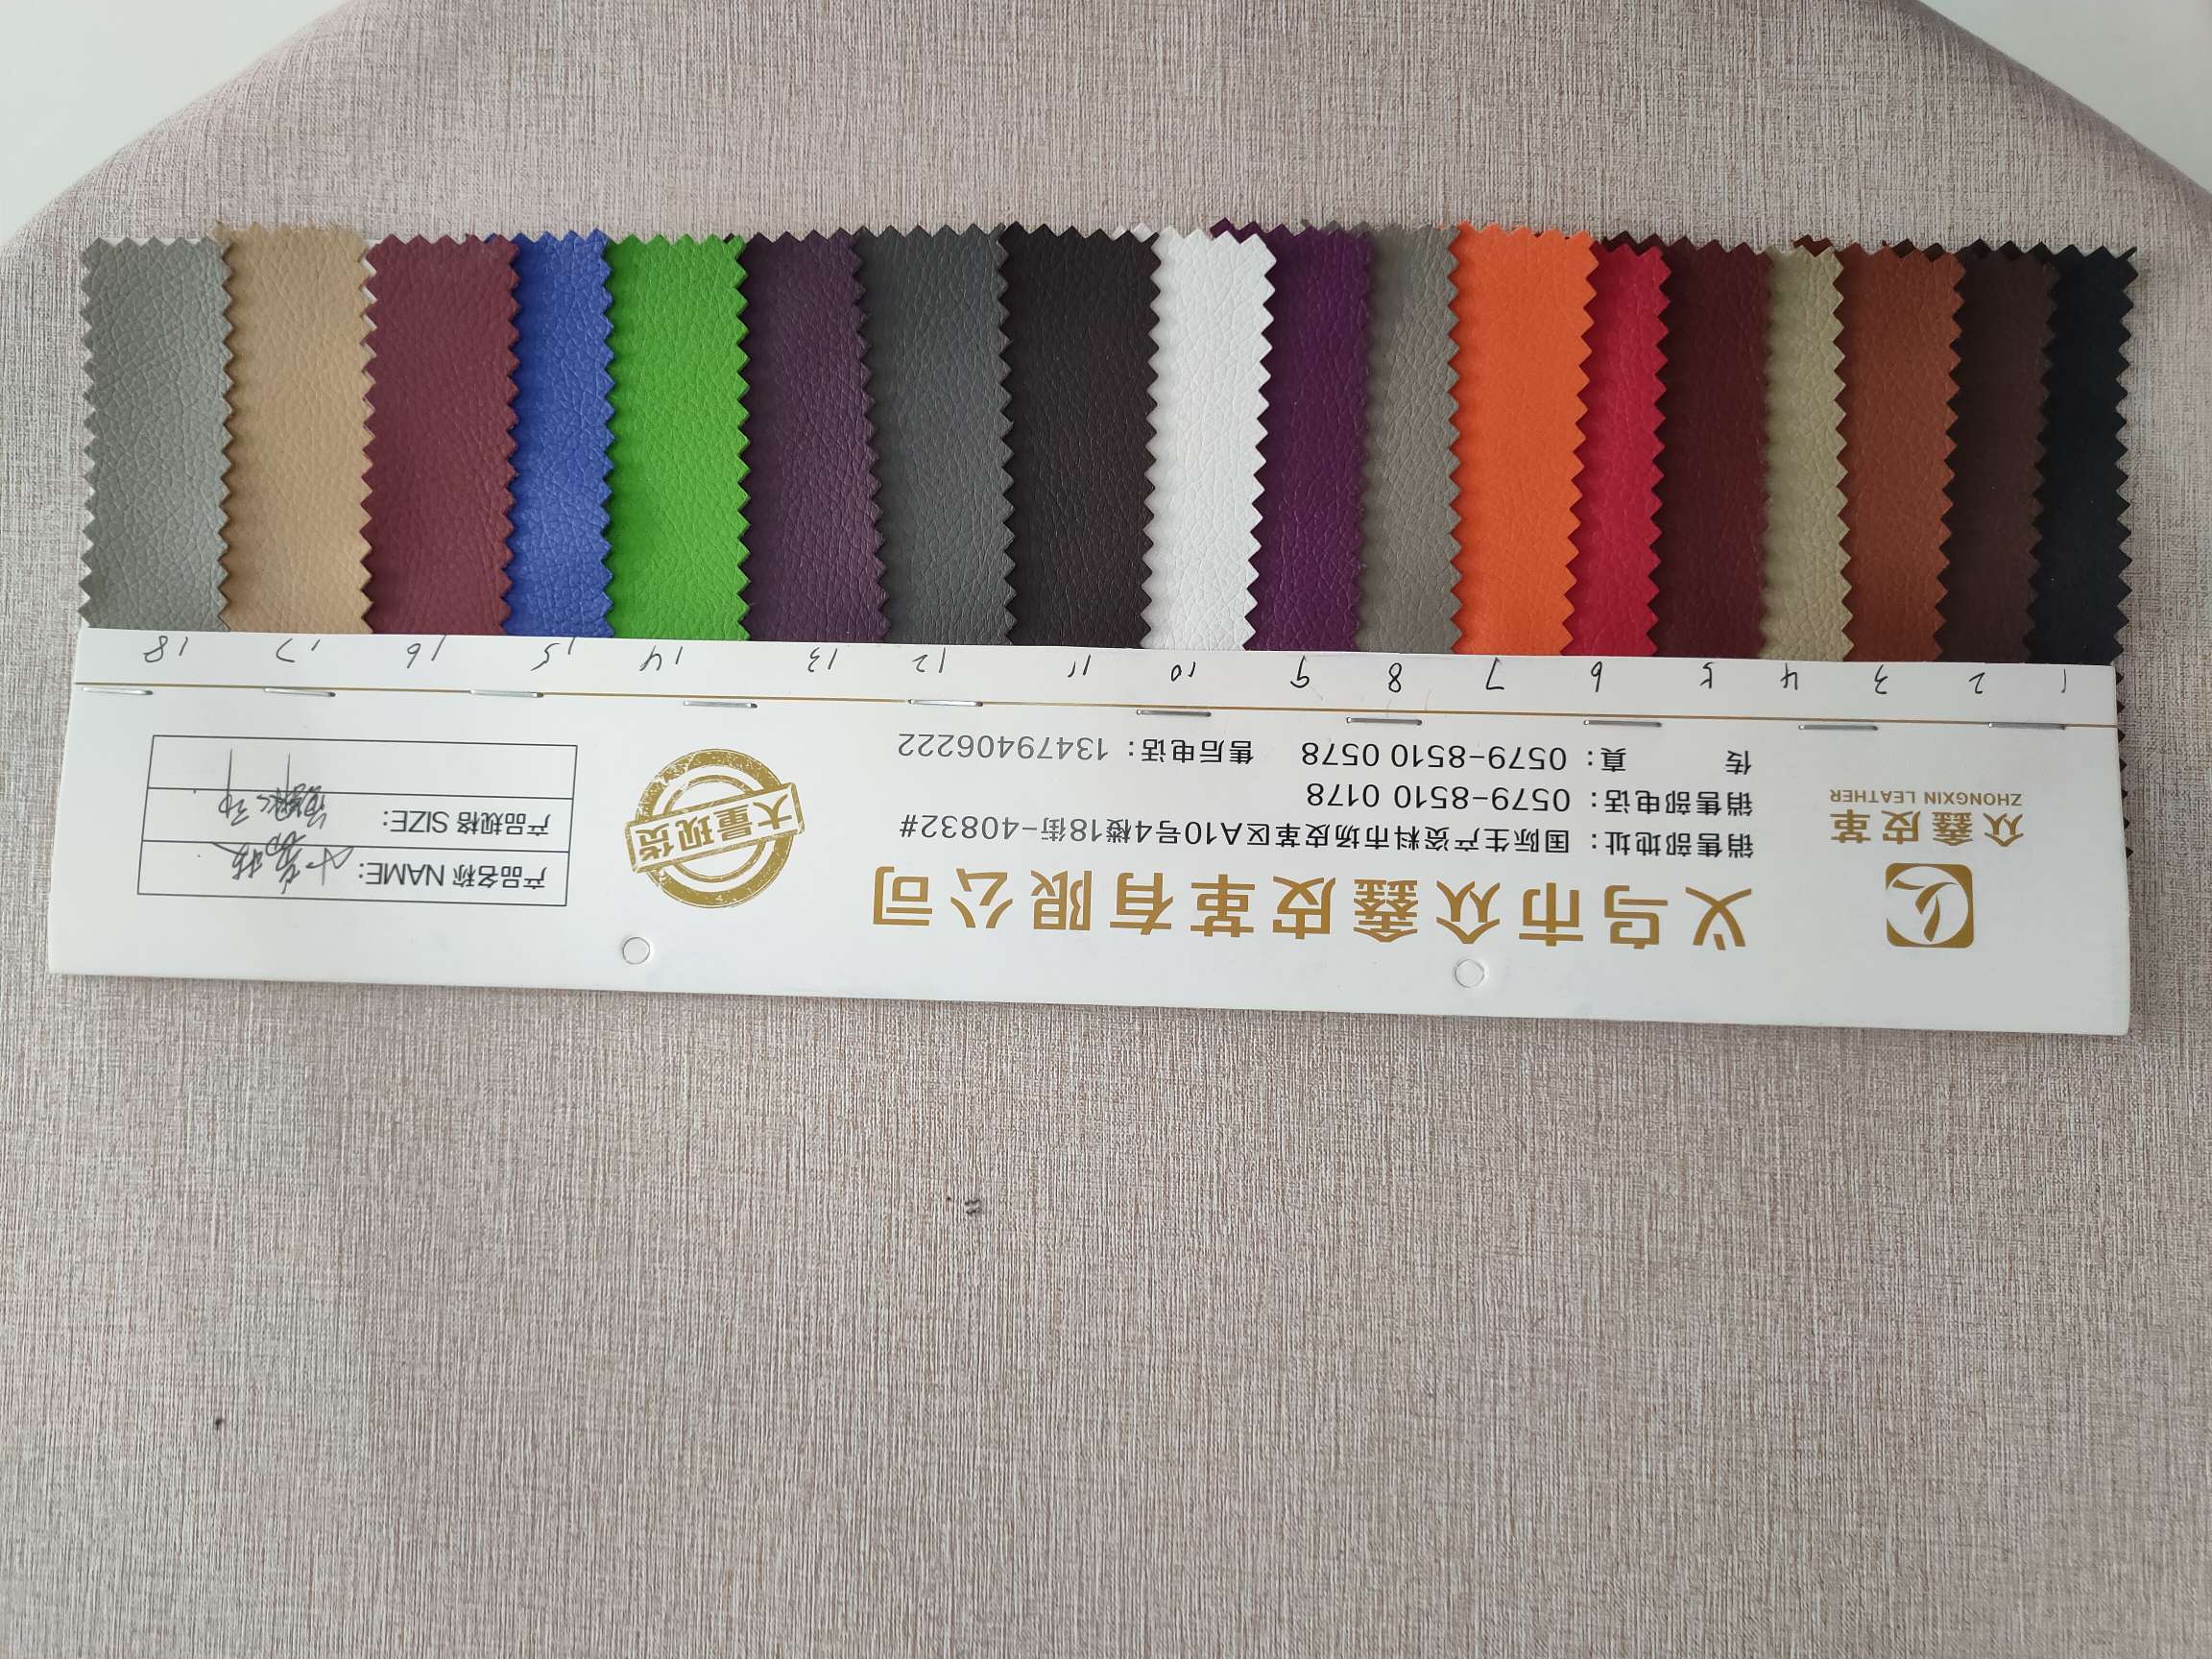 众鑫皮革
ZHONGXIN LEATHER
义乌市众鑫皮革有限公司
销售部地址：国际生产资料市场皮革区A10号4楼18街-40832#
销售部电话：0579-8510 0178
传 真：0579-8510 0578 售后电话：13479406222
大量现货
产品名称 NAME:
产品规格 SIZE:
1 2 3 4 5 6 7 8 9 10 11 12 13 14 15 16 17 18